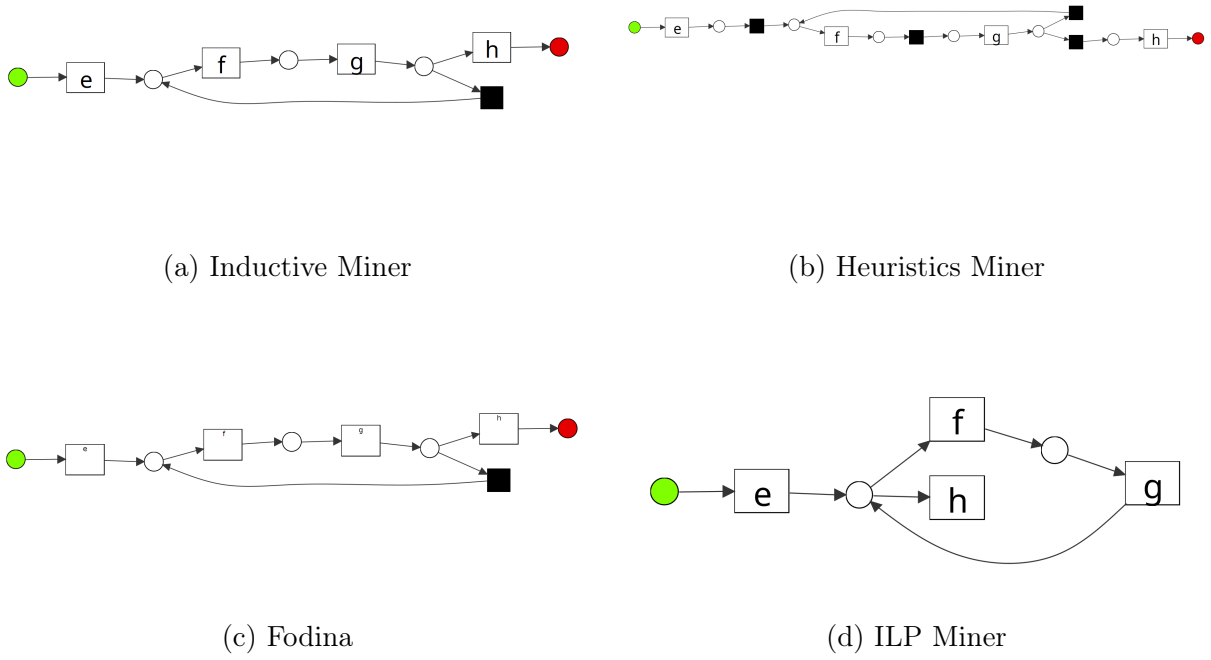 e f g h
e f g h
(a) Inductive Miner
(b) Heuristics Miner
e f g h
e f h g
(c) Fodina
(d) ILP Miner